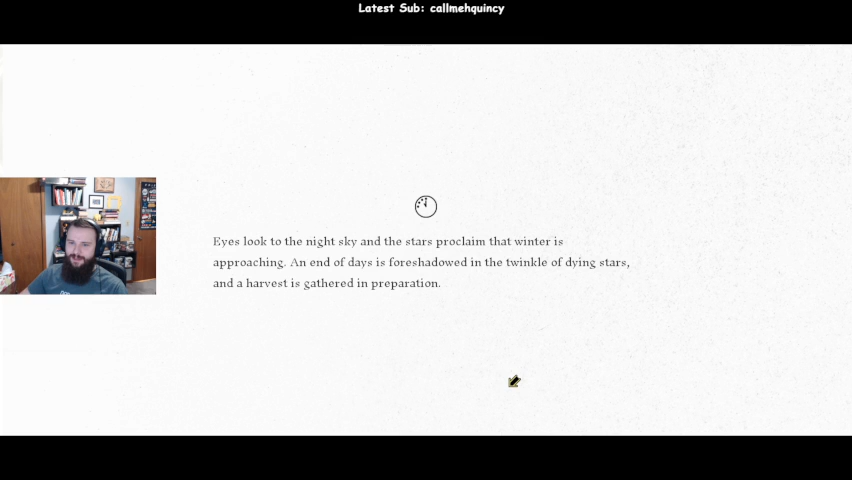 Latest Sub: callmehquincy
Eyes look to the night sky and the stars proclaim that winter is
approaching. An end of days is foreshadowed in the twinkle of dying stars,
and a harvest is gathered in preparation.